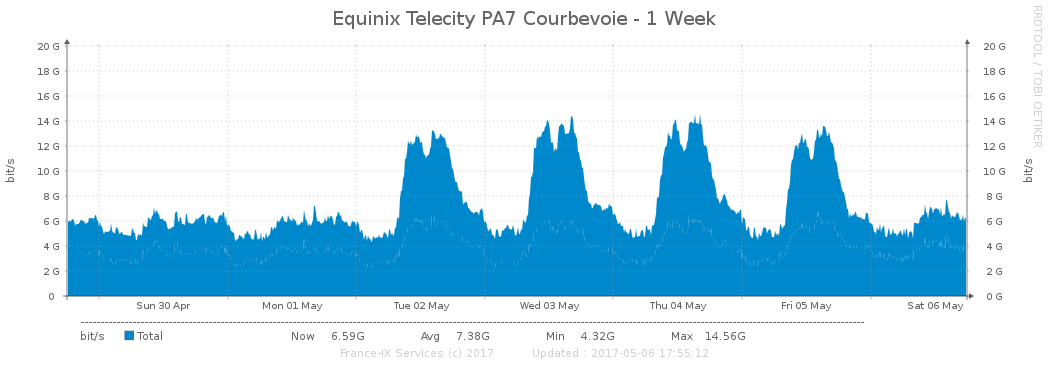 Equinix Telecity PA7 Courbevoie - 1 Week
RRDTOOL / TOBI OETIKER
20 G 20 G
18 G 18 G
16 G 16 G
14 G 14 G
12 G 12 G
10 G 10 G
8 G 8 G
6 G 6 G
4 G 4 G
2 G 2 G
0 0 G
bit/s
bit/s
Sun 30 Apr Mon 01 May Tue 02 May Wed 03 May Thu 04 May Fri 05 May Sat 06 May
bit/s Total Now 6.59G Avg 7.38G Min 4.32G Max 14.56G
France-IX Services (c) 2017 Updated : 2017-05-06 17:55:12